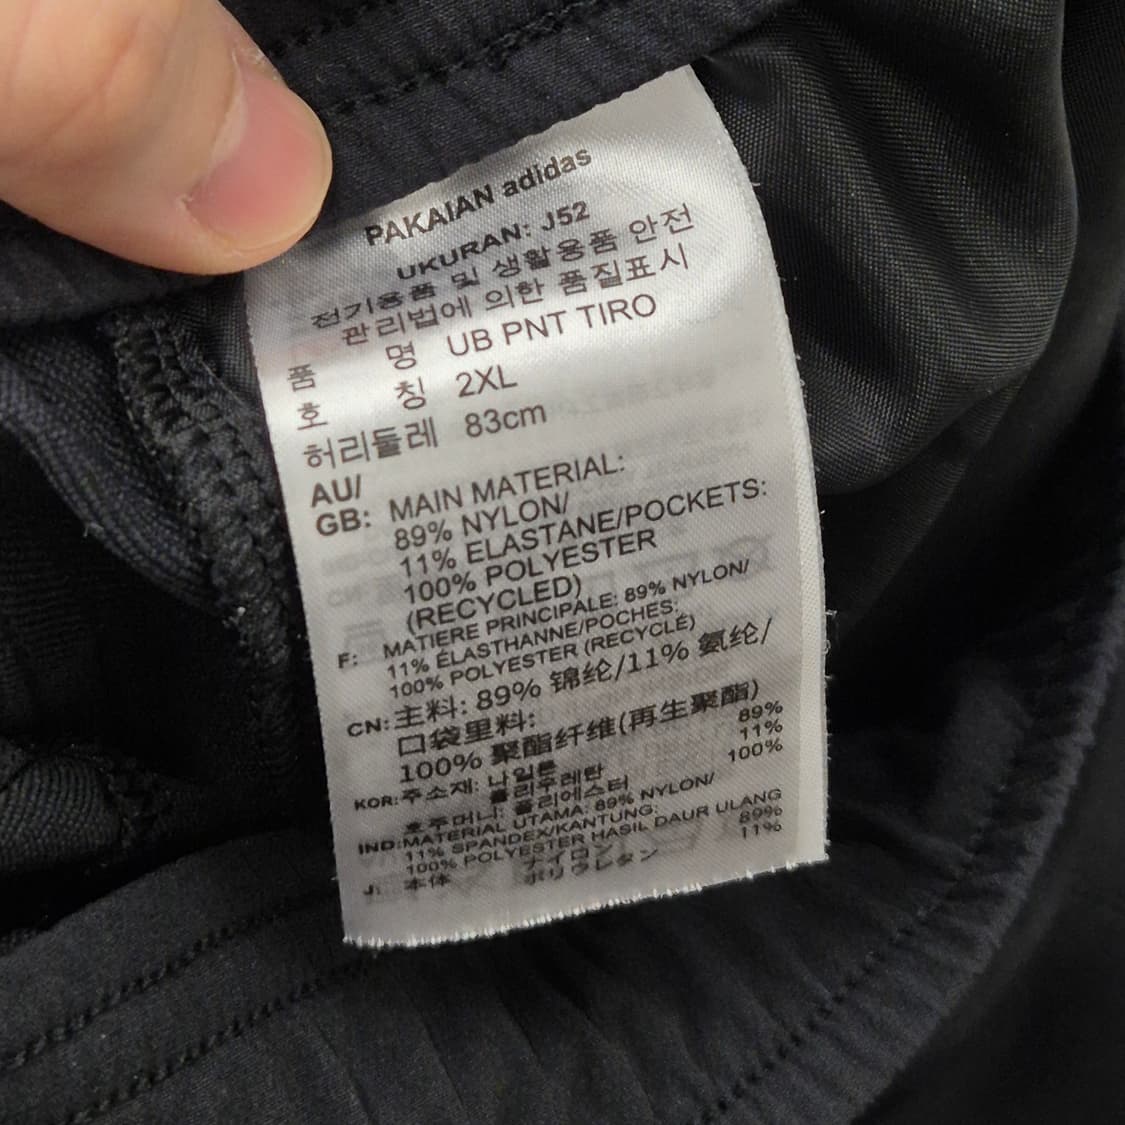 PAKAIAN adidas
UKURAN: J52
전기용품 및 생활용품 안전
관리법에 의한 품질표시
품 명 UB PNT TIRO
호 칭 2XL
허리둘레 83cm
AU/
GB: MAIN MATERIAL:
89% NYLON/
11% ELASTANE/POCKETS:
100% POLYESTER
(RECYCLED)
F: MATIERE PRINCIPALE: 89% NYLON/
11% ÉLASTHANNE/POCHES:
100% POLYESTER (RECYCLÉ)
CN: 主料: 89% 锦纶/11% 氨纶/
口袋里料:
100% 聚酯纤维(再生聚酯)
KOR: 주소재: 나일론 89%
폴리우레탄 11%
호주머니: 폴리에스터 100%
IND: MATERIAL UTAMA: 89% NYLON/
11% SPANDEX/KANTUNG:
100% POLYESTER HASIL DAUR ULANG
J: 本体 ナイロン 89%
ポリウレタン 11%